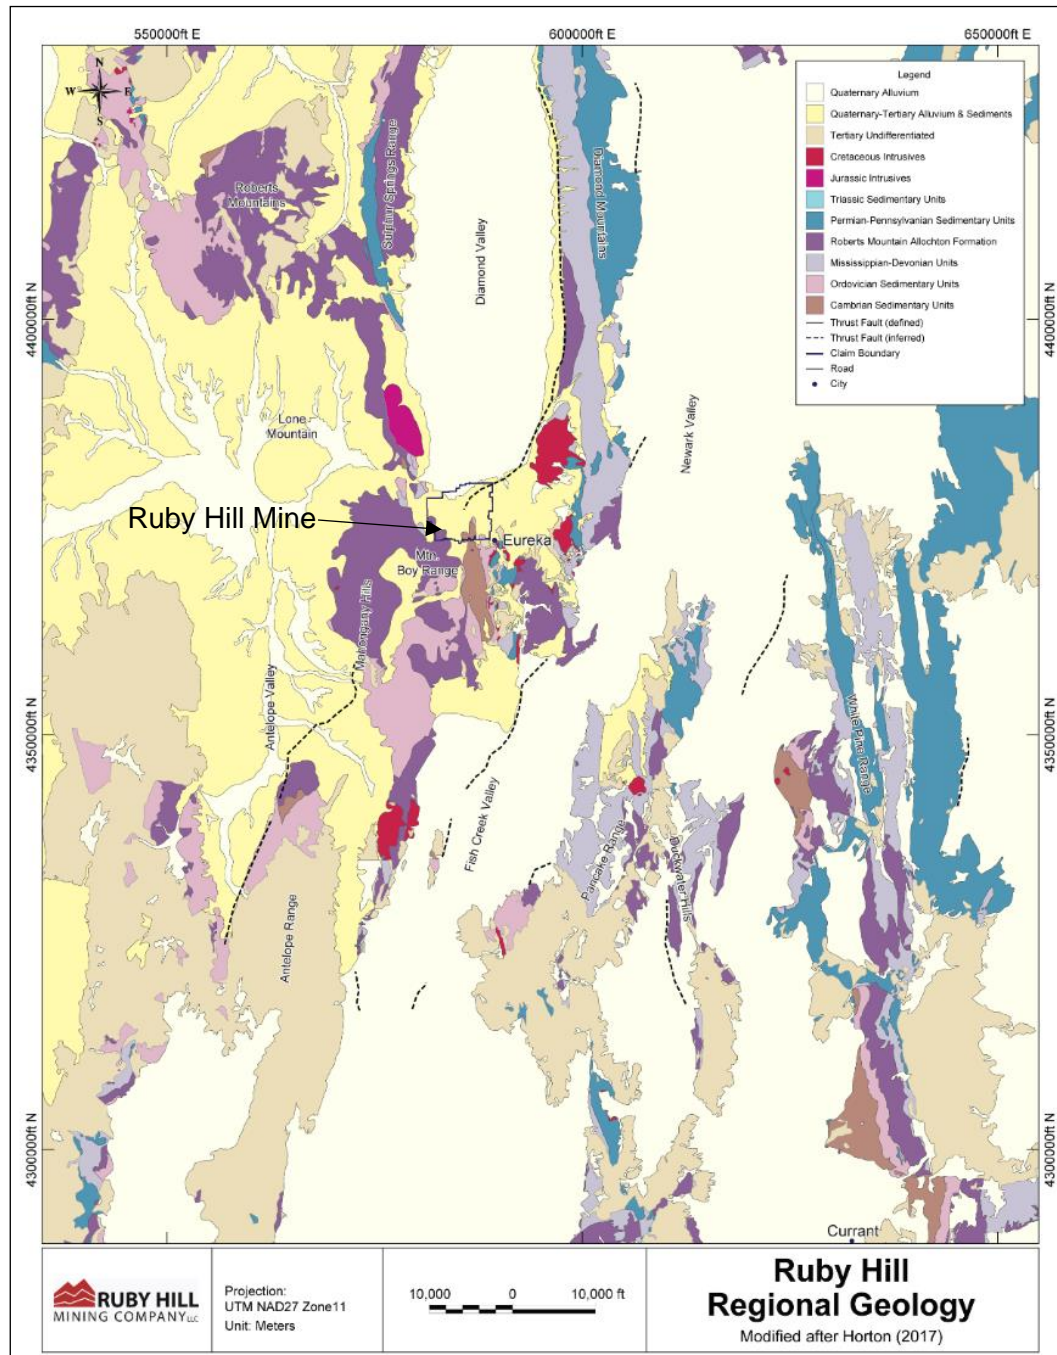 550000ft E
600000ft E
650000ft E
N
W
E
S
Legend
Quaternary Alluvium
Quaternary-Tertiary Alluvium & Sediments
Tertiary Undifferentiated
Cretaceous Intrusives
Jurassic Intrusives
Triassic Sedimentary Units
Permian-Pennsylvanian Sedimentary Units
Roberts Mountain Allochton Formation
Mississippian-Devonian Units
Ordovician Sedimentary Units
Cambrian Sedimentary Units
Thrust Fault (defined)
Thrust Fault (inferred)
Claim Boundary
Road
City
Roberts
Mountains
Sulphur Springs Range
Diamond Mountains
Diamond Valley
4400000ft N
4400000ft N
Lone
Mountain
Newark Valley
Ruby Hill Mine
Eureka
Mtn.
Boy Range
Mahongany Hills
Antelope Valley
White Pine Range
4350000ft N
4350000ft N
Fish Creek Valley
Pancake Range
Duckwater Hills
Antelope Range
4300000ft N
4300000ft N
Currant
RUBY HILL
MINING COMPANY LLC
Projection:
UTM NAD27 Zone11
Unit: Meters
10,000 0 10,000 ft
Ruby Hill
Regional Geology
Modified after Horton (2017)